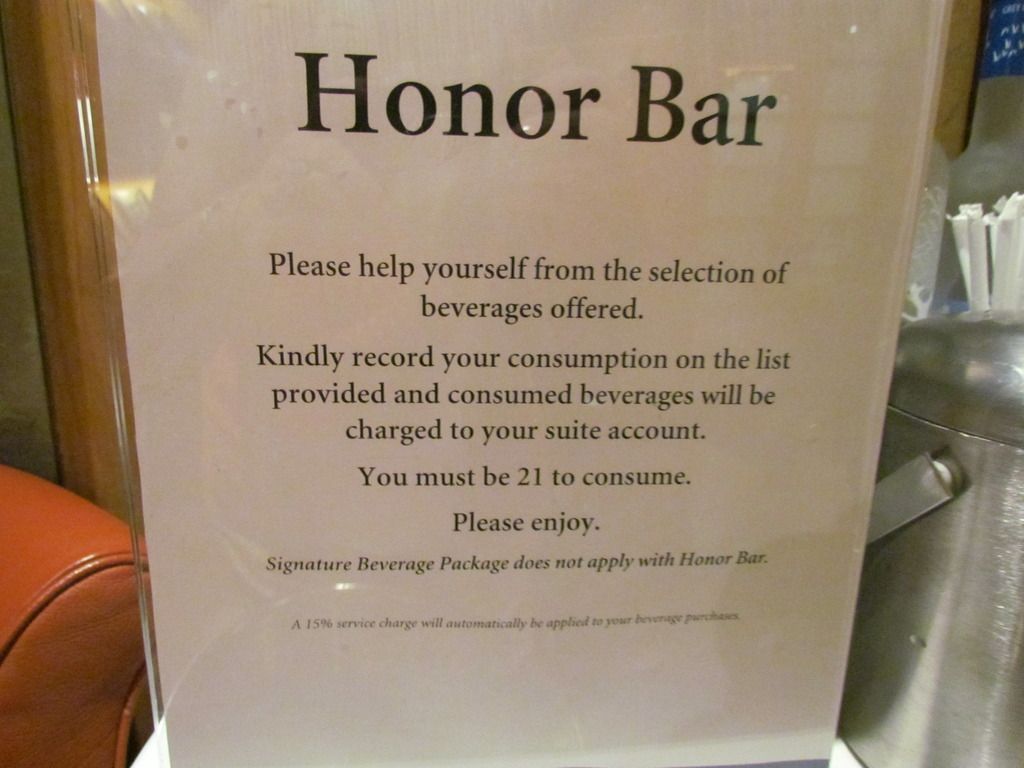 Honor Bar
Please help yourself from the selection of
beverages offered.
Kindly record your consumption on the list
provided and consumed beverages will be
charged to your suite account.
You must be 21 to consume.
Please enjoy.
Signature Beverage Package does not apply with Honor Bar.
A 15% service charge will automatically be applied to your beverage purchases.